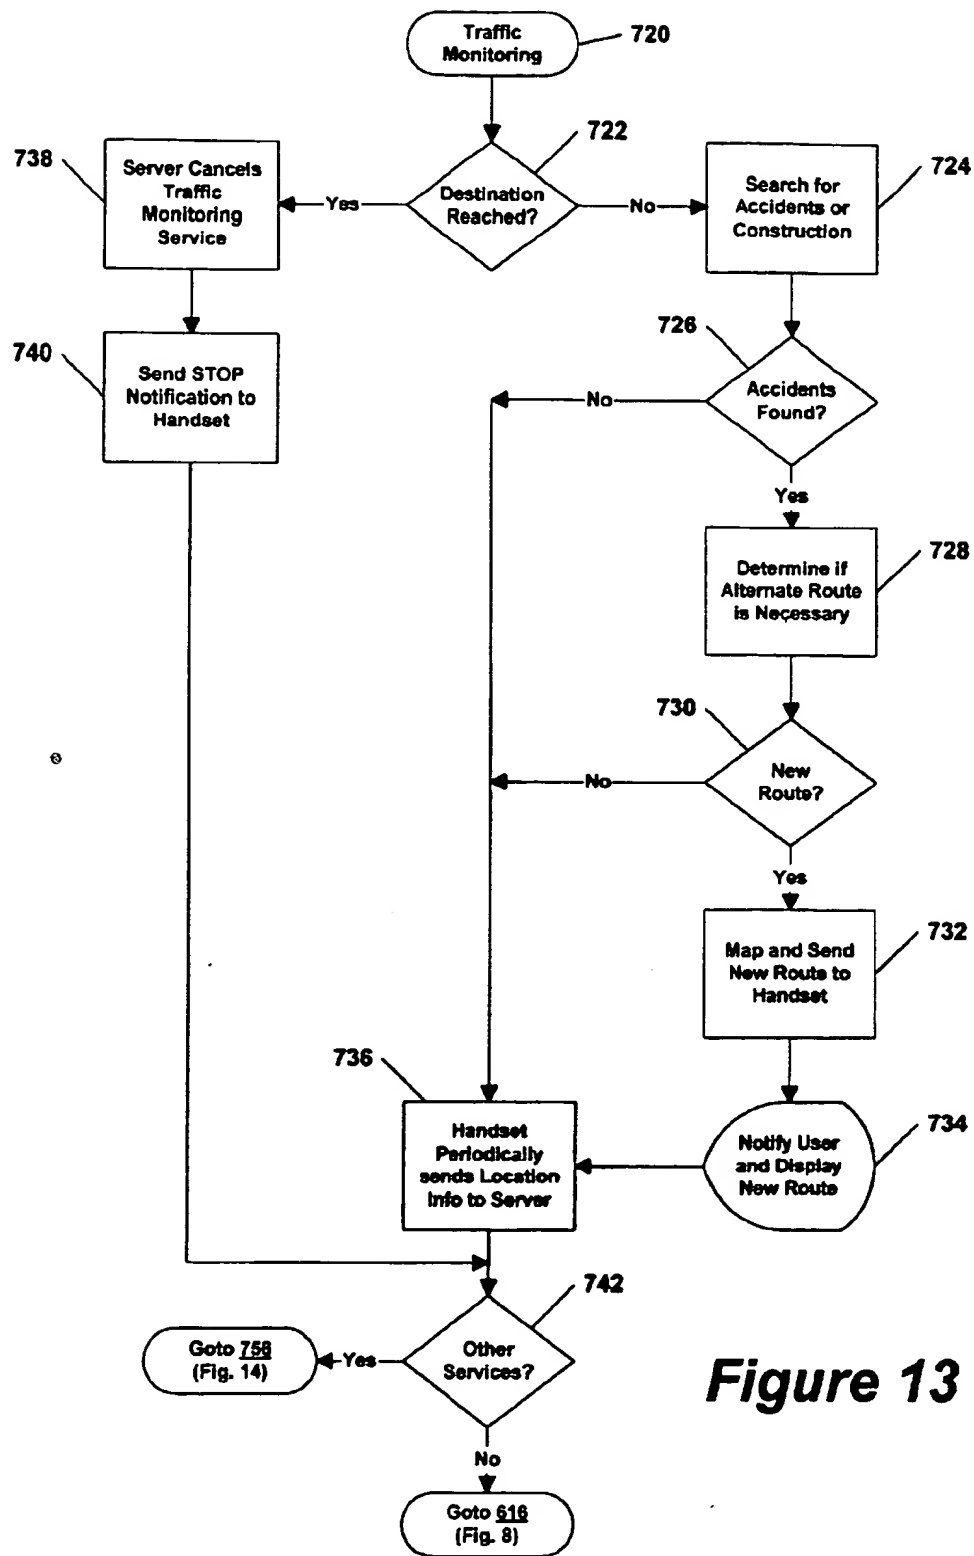 Traffic
Monitoring
720
722
Destination
Reached?
Yes
No
738
Server Cancels
Traffic
Monitoring
Service
724
Search for
Accidents or
Construction
740
Send STOP
Notification to
Handset
726
Accidents
Found?
No
Yes
728
Determine if
Alternate Route
is Necessary
730
New
Route?
No
Yes
732
Map and Send
New Route to
Handset
736
Handset
Periodically
sends Location
Info to Server
734
Notify User
and Display
New Route
742
Other
Services?
Yes
Goto 758
(Fig. 14)
No
Goto 616
(Fig. 8)
Figure 13